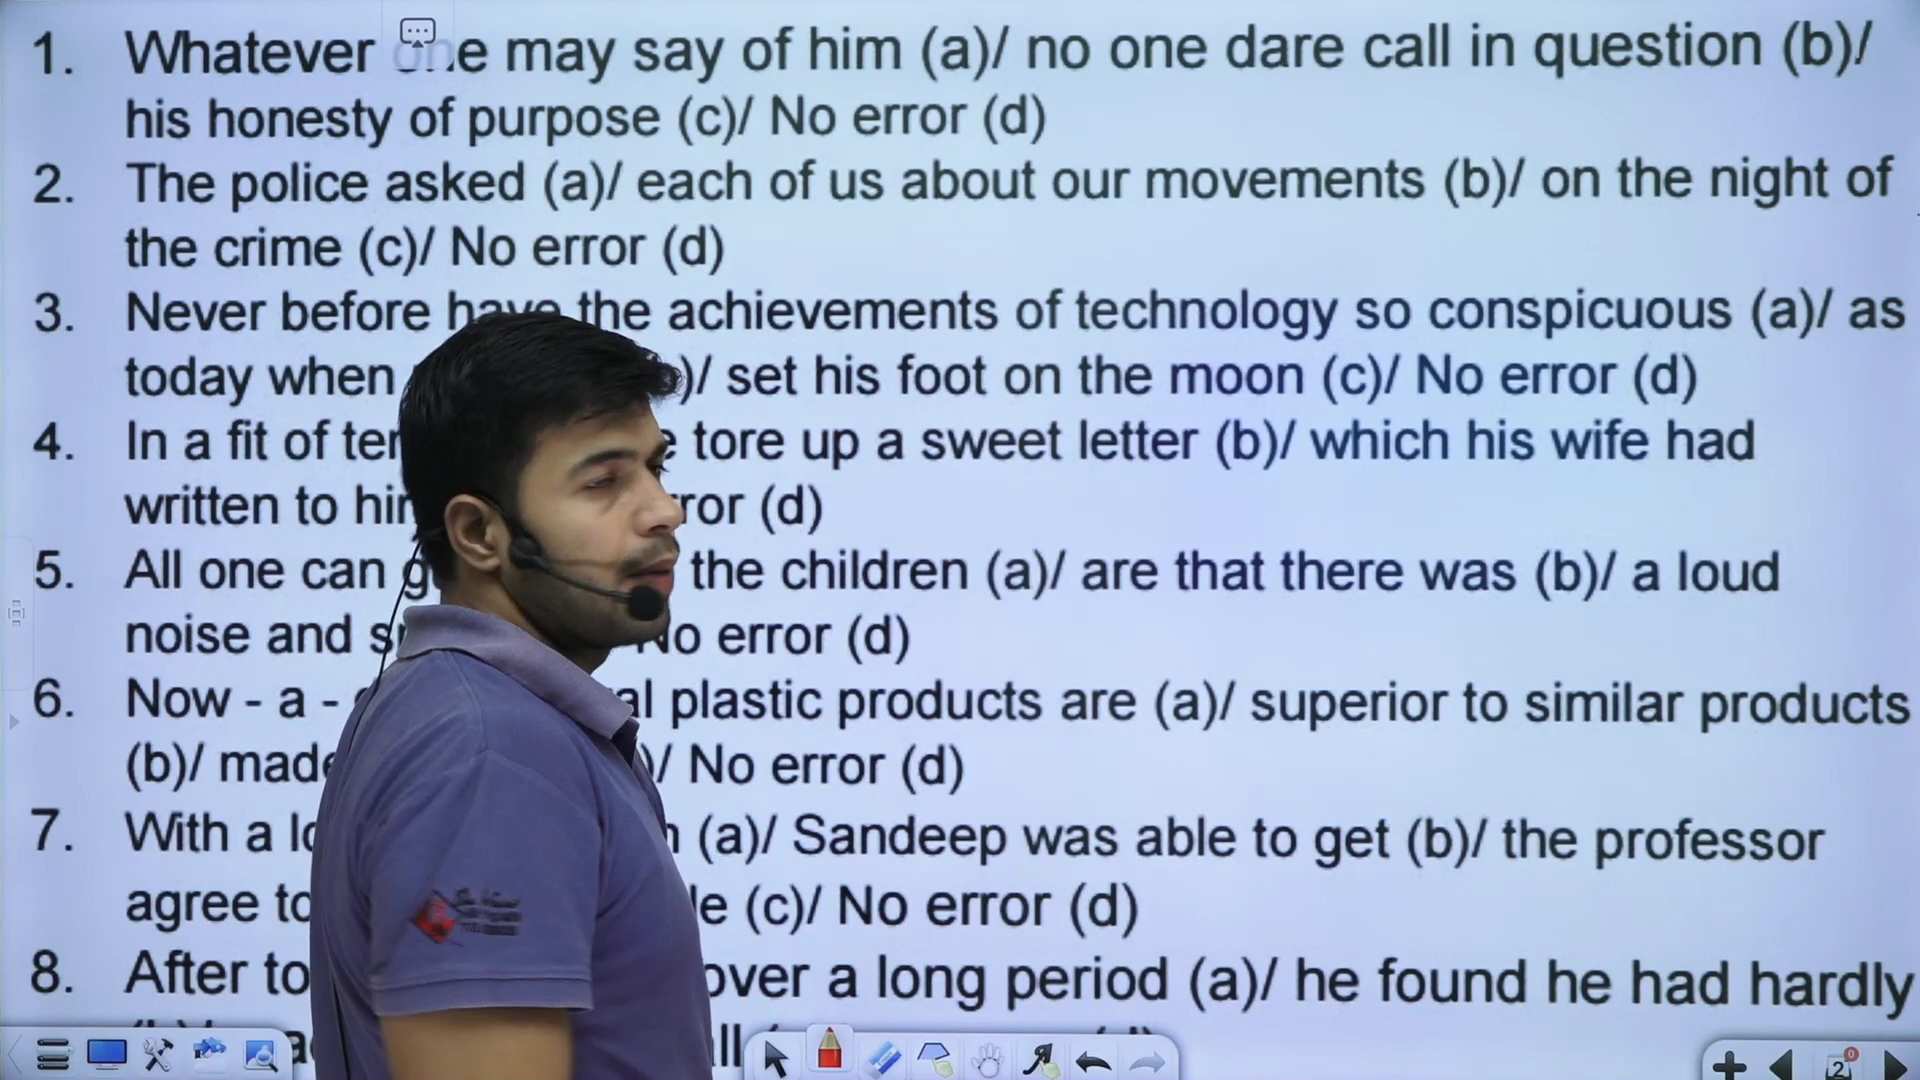 1. Whatever one may say of him (a)/ no one dare call in question (b)/
his honesty of purpose (c)/ No error (d)
2. The police asked (a)/ each of us about our movements (b)/ on the night of
the crime (c)/ No error (d)
3. Never before have the achievements of technology so conspicuous (a)/ as
today when )/ set his foot on the moon (c)/ No error (d)
4. In a fit of tore up a sweet letter (b)/ which his wife had
written to (d)
5. All one can the children (a)/ are that there was (b)/ a loud
noise and No error (d)
6. Now - a - plastic products are (a)/ superior to similar products
(b)/ )/ No error (d)
7. With a (a)/ Sandeep was able to get (b)/ the professor
agree (c)/ No error (d)
8. After over a long period (a)/ he found he had hardly
2
0